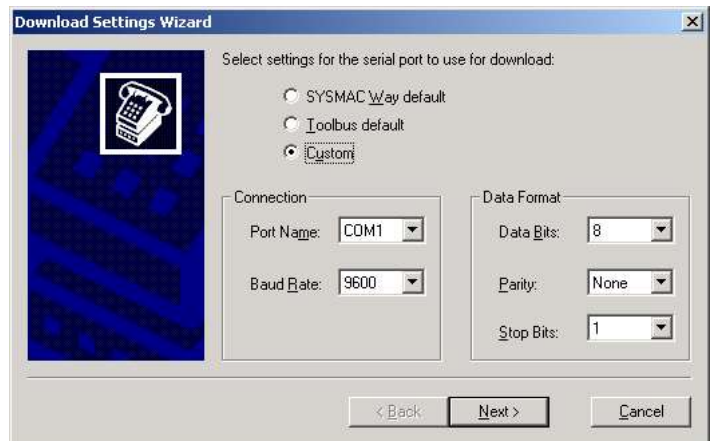 Download Settings Wizard
Select settings for the serial port to use for download:
SYSMAC Way default
Toolbus default
Custom
Connection
Port Name: COM1
Baud Rate: 9600
Data Format
Data Bits: 8
Parity: None
Stop Bits: 1
< Back
Next >
Cancel